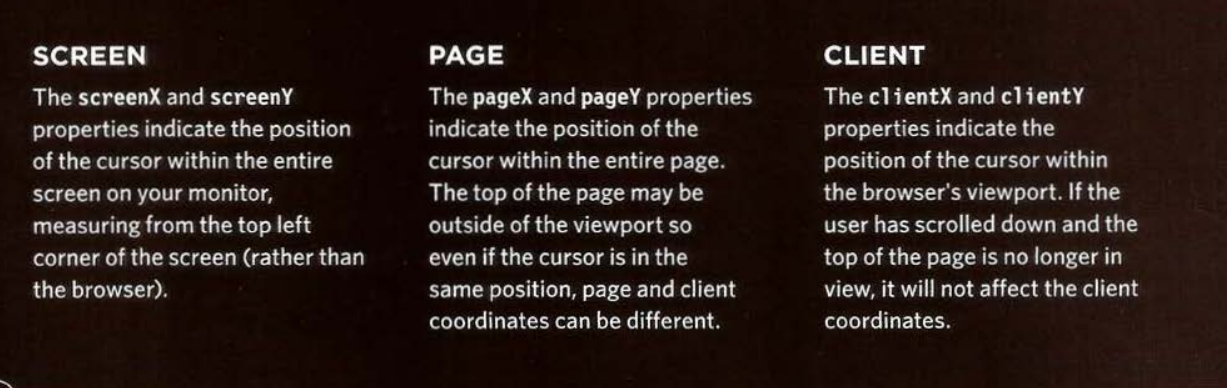 SCREEN
The screenX and screenY
properties indicate the position
of the cursor within the entire
screen on your monitor,
measuring from the top left
corner of the screen (rather than
the browser).
PAGE
The pageX and pageY properties
indicate the position of the
cursor within the entire page.
The top of the page may be
outside of the viewport so
even if the cursor is in the
same position, page and client
coordinates can be different.
CLIENT
The clientX and clientY
properties indicate the
position of the cursor within
the browser's viewport. If the
user has scrolled down and the
top of the page is no longer in
view, it will not affect the client
coordinates.